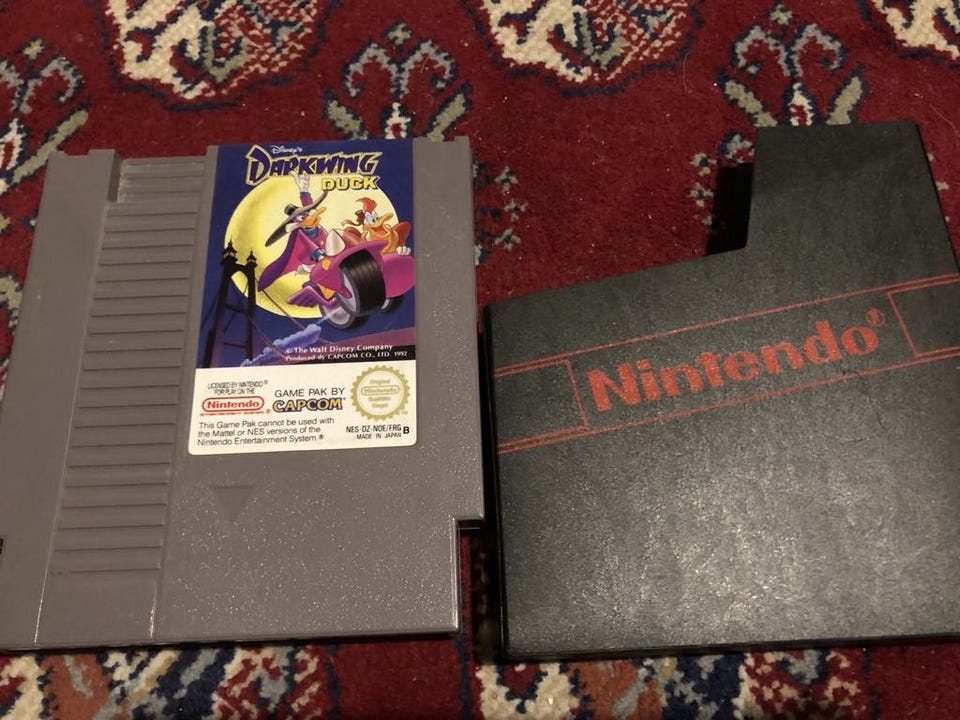 Disney's
DARKWING
DUCK
© The Walt Disney Company
Produced by CAPCOM CO., LTD. 1992
LICENSED BY NINTENDO®
FOR PLAY ON THE
Nintendo®
GAME PAK BY
CAPCOM
Original
Nintendo
Qualitäts-
Siegel
This Game Pak cannot be used with
the Mattel or NES versions of the
Nintendo Entertainment System.®
NES-DZ-NOE/FRG B
MADE IN JAPAN
Nintendo®